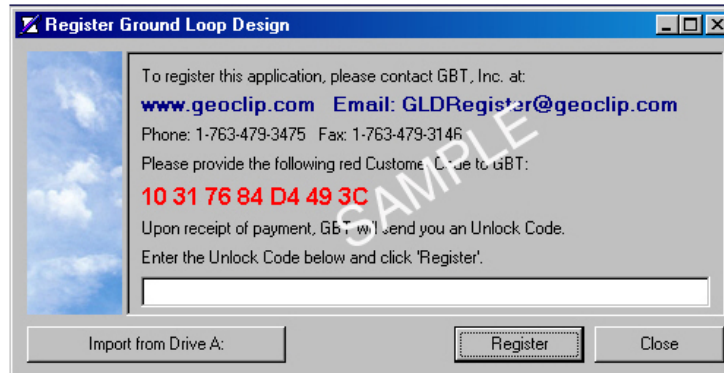 Register Ground Loop Design
To register this application, please contact GBT, Inc. at:
www.geoclip.com Email: GLDRegister@geoclip.com
Phone: 1-763-479-3475 Fax: 1-763-479-3146
Please provide the following red Customer Code to GBT:
10 31 76 84 D4 49 3C
SAMPLE
Upon receipt of payment, GBT will send you an Unlock Code.
Enter the Unlock Code below and click 'Register'.
Import from Drive A:
Register
Close